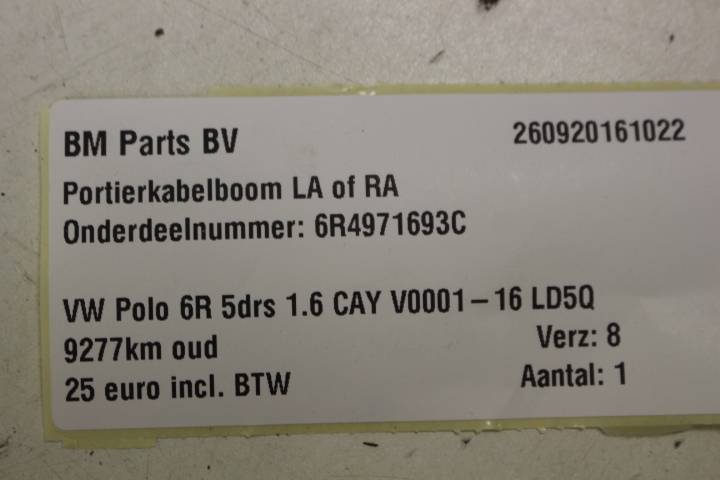 BM Parts BV 260920161022
Portierkabelboom LA of RA
Onderdeelnummer: 6R4971693C
VW Polo 6R 5drs 1.6 CAY V0001-16 LD5Q
9277km oud Verz: 8
25 euro incl. BTW Aantal: 1